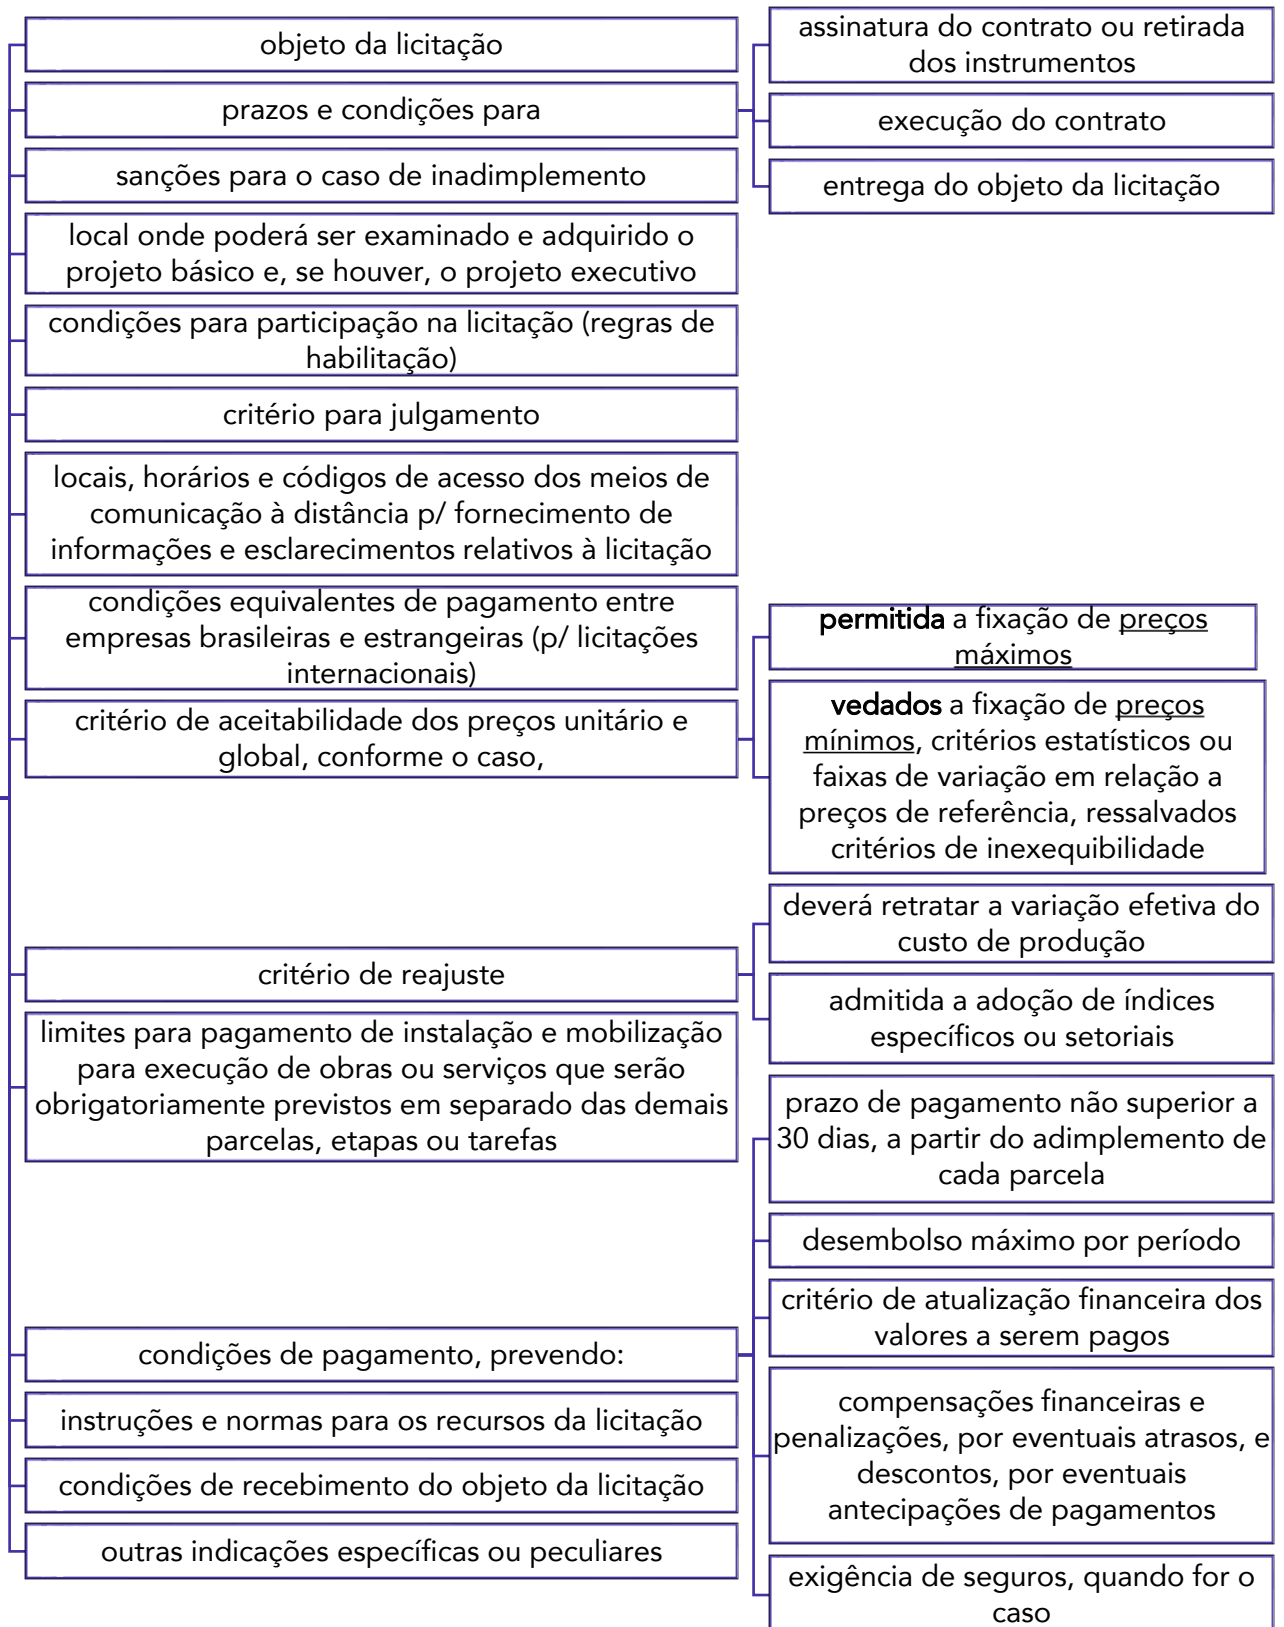 objeto da licitação
prazos e condições para
assinatura do contrato ou retirada
dos instrumentos
execução do contrato
entrega do objeto da licitação
sanções para o caso de inadimplemento
local onde poderá ser examinado e adquirido o
projeto básico e, se houver, o projeto executivo
condições para participação na licitação (regras de
habilitação)
critério para julgamento
locais, horários e códigos de acesso dos meios de
comunicação à distância p/ fornecimento de
informações e esclarecimentos relativos à licitação
condições equivalentes de pagamento entre
empresas brasileiras e estrangeiras (p/ licitações
internacionais)
critério de aceitabilidade dos preços unitário e
global, conforme o caso,
permitida a fixação de preços
máximos
vedados a fixação de preços
mínimos, critérios estatísticos ou
faixas de variação em relação a
preços de referência, ressalvados
critérios de inexequibilidade
critério de reajuste
deverá retratar a variação efetiva do
custo de produção
admitida a adoção de índices
específicos ou setoriais
limites para pagamento de instalação e mobilização
para execução de obras ou serviços que serão
obrigatoriamente previstos em separado das demais
parcelas, etapas ou tarefas
condições de pagamento, prevendo:
prazo de pagamento não superior a
30 dias, a partir do adimplemento de
cada parcela
desembolso máximo por período
critério de atualização financeira dos
valores a serem pagos
compensações financeiras e
penalizações, por eventuais atrasos, e
descontos, por eventuais
antecipações de pagamentos
exigência de seguros, quando for o
caso
instruções e normas para os recursos da licitação
condições de recebimento do objeto da licitação
outras indicações específicas ou peculiares